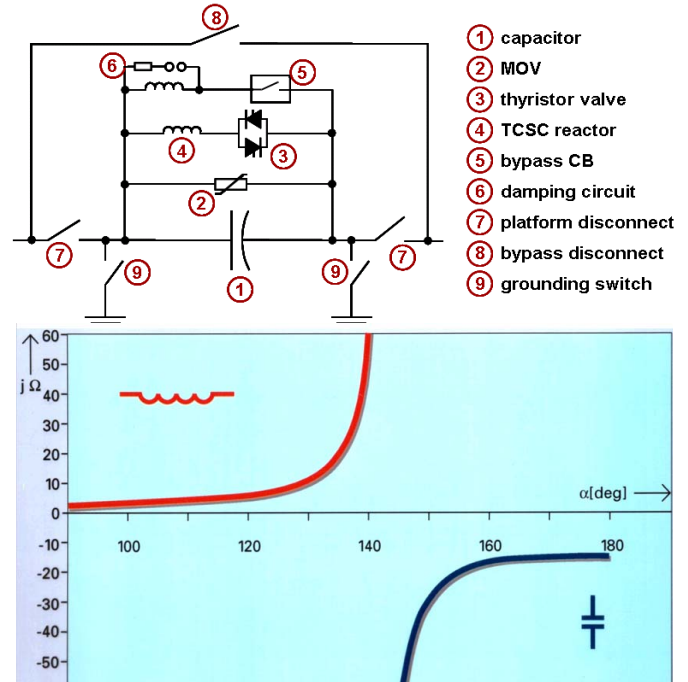 8
6
5
4
3
2
7
9
1
9
7
1 capacitor
2 MOV
3 thyristor valve
4 TCSC reactor
5 bypass CB
6 damping circuit
7 platform disconnect
8 bypass disconnect
9 grounding switch
60
50
j Ω
40
30
20
10
α[deg]
0
-10
100 120 140 160 180
-20
-30
-40
-50